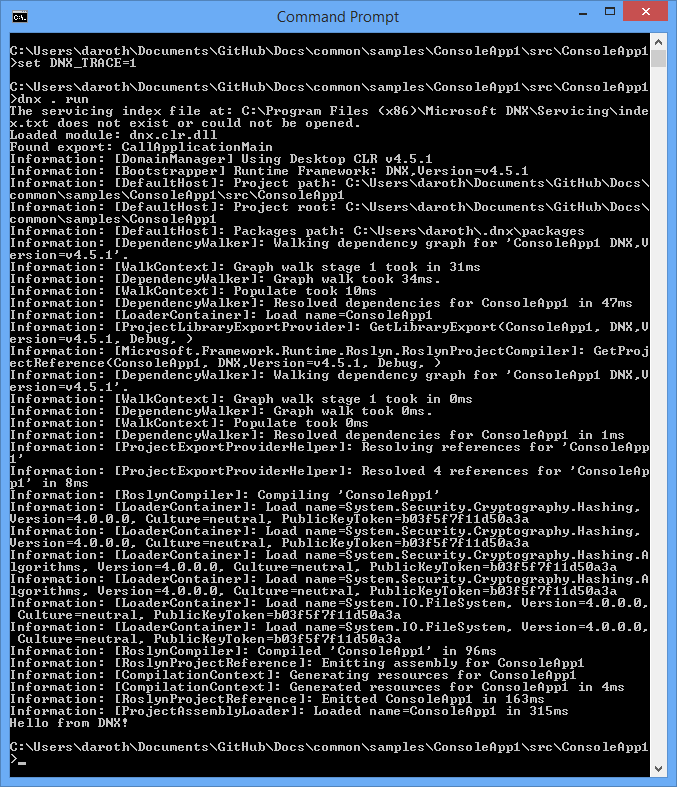 Command Prompt
C:\Users\daroth\Documents\GitHub\Docs\common\samples\ConsoleApp1\src\ConsoleApp1
>set DNX_TRACE=1
C:\Users\daroth\Documents\GitHub\Docs\common\samples\ConsoleApp1\src\ConsoleApp1
>dnx . run
The servicing index file at: C:\Program Files (x86)\Microsoft DNX\Servicing\inde
x.txt does not exist or could not be opened.
Loaded module: dnx.clr.dll
Found export: CallApplicationMain
Information: [DomainManager] Using Desktop CLR v4.5.1
Information: [Bootstrapper] Runtime Framework: DNX,Version=v4.5.1
Information: [DefaultHost]: Project path: C:\Users\daroth\Documents\GitHub\Docs\
common\samples\ConsoleApp1\src\ConsoleApp1
Information: [DefaultHost]: Project root: C:\Users\daroth\Documents\GitHub\Docs\
common\samples\ConsoleApp1
Information: [DefaultHost]: Packages path: C:\Users\daroth\.dnx\packages
Information: [DependencyWalker]: Walking dependency graph for 'ConsoleApp1 DNX,V
ersion=v4.5.1'.
Information: [WalkContext]: Graph walk stage 1 took in 31ms
Information: [DependencyWalker]: Graph walk took 34ms.
Information: [WalkContext]: Populate took 10ms
Information: [DependencyWalker]: Resolved dependencies for ConsoleApp1 in 47ms
Information: [LoaderContainer]: Load name=ConsoleApp1
Information: [ProjectLibraryExportProvider]: GetLibraryExport(ConsoleApp1, DNX,V
ersion=v4.5.1, Debug, )
Information: [Microsoft.Framework.Runtime.Roslyn.RoslynProjectCompiler]: GetProj
ectReference(ConsoleApp1, DNX,Version=v4.5.1, Debug, )
Information: [DependencyWalker]: Walking dependency graph for 'ConsoleApp1 DNX,V
ersion=v4.5.1'.
Information: [WalkContext]: Graph walk stage 1 took in 0ms
Information: [DependencyWalker]: Graph walk took 0ms.
Information: [WalkContext]: Populate took 0ms
Information: [DependencyWalker]: Resolved dependencies for ConsoleApp1 in 1ms
Information: [ProjectExportProviderHelper]: Resolving references for 'ConsoleApp
1'
Information: [ProjectExportProviderHelper]: Resolved 4 references for 'ConsoleAp
p1' in 8ms
Information: [RoslynCompiler]: Compiling 'ConsoleApp1'
Information: [LoaderContainer]: Load name=System.Security.Cryptography.Hashing,
Version=4.0.0.0, Culture=neutral, PublicKeyToken=b03f5f7f11d50a3a
Information: [LoaderContainer]: Load name=System.Security.Cryptography.Hashing,
Version=4.0.0.0, Culture=neutral, PublicKeyToken=b03f5f7f11d50a3a
Information: [LoaderContainer]: Load name=System.Security.Cryptography.Hashing.A
lgorithms, Version=4.0.0.0, Culture=neutral, PublicKeyToken=b03f5f7f11d50a3a
Information: [LoaderContainer]: Load name=System.Security.Cryptography.Hashing.A
lgorithms, Version=4.0.0.0, Culture=neutral, PublicKeyToken=b03f5f7f11d50a3a
Information: [LoaderContainer]: Load name=System.IO.FileSystem, Version=4.0.0.0,
 Culture=neutral, PublicKeyToken=b03f5f7f11d50a3a
Information: [LoaderContainer]: Load name=System.IO.FileSystem, Version=4.0.0.0,
 Culture=neutral, PublicKeyToken=b03f5f7f11d50a3a
Information: [RoslynCompiler]: Compiled 'ConsoleApp1' in 96ms
Information: [RoslynProjectReference]: Emitting assembly for ConsoleApp1
Information: [CompilationContext]: Generating resources for ConsoleApp1
Information: [CompilationContext]: Generated resources for ConsoleApp1 in 4ms
Information: [RoslynProjectReference]: Emitted ConsoleApp1 in 163ms
Information: [ProjectAssemblyLoader]: Loaded name=ConsoleApp1 in 315ms
Hello from DNX!
C:\Users\daroth\Documents\GitHub\Docs\common\samples\ConsoleApp1\src\ConsoleApp1
>_